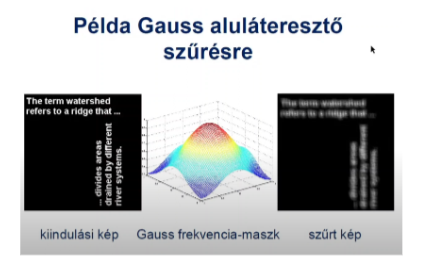 Példa Gauss aluláteresztő
szűrésre
The term watershed
refers to a ridge that ...
... divides areas
drained by different
river systems.
The term watershed
refers to a ridge that ...
... divides areas
drained by different
river systems.
kiindulási kép
Gauss frekvencia-maszk
szűrt kép